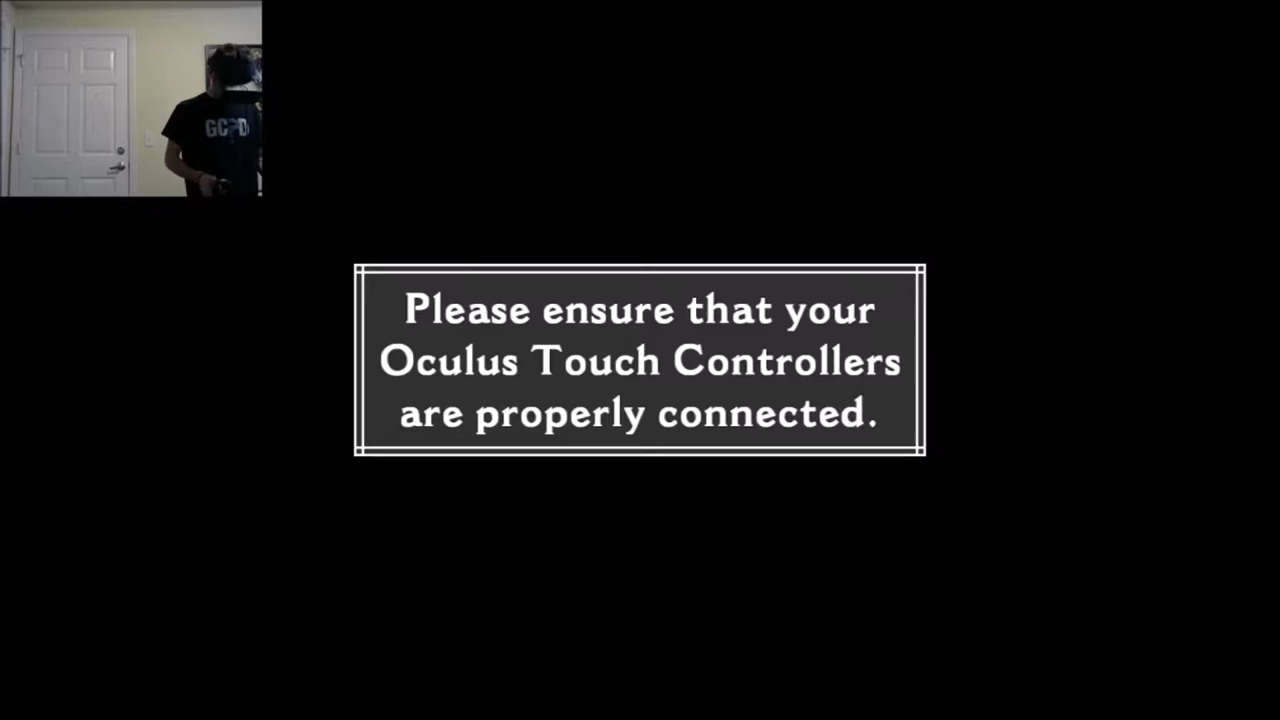 GCPD
Please ensure that your
Oculus Touch Controllers
are properly connected.